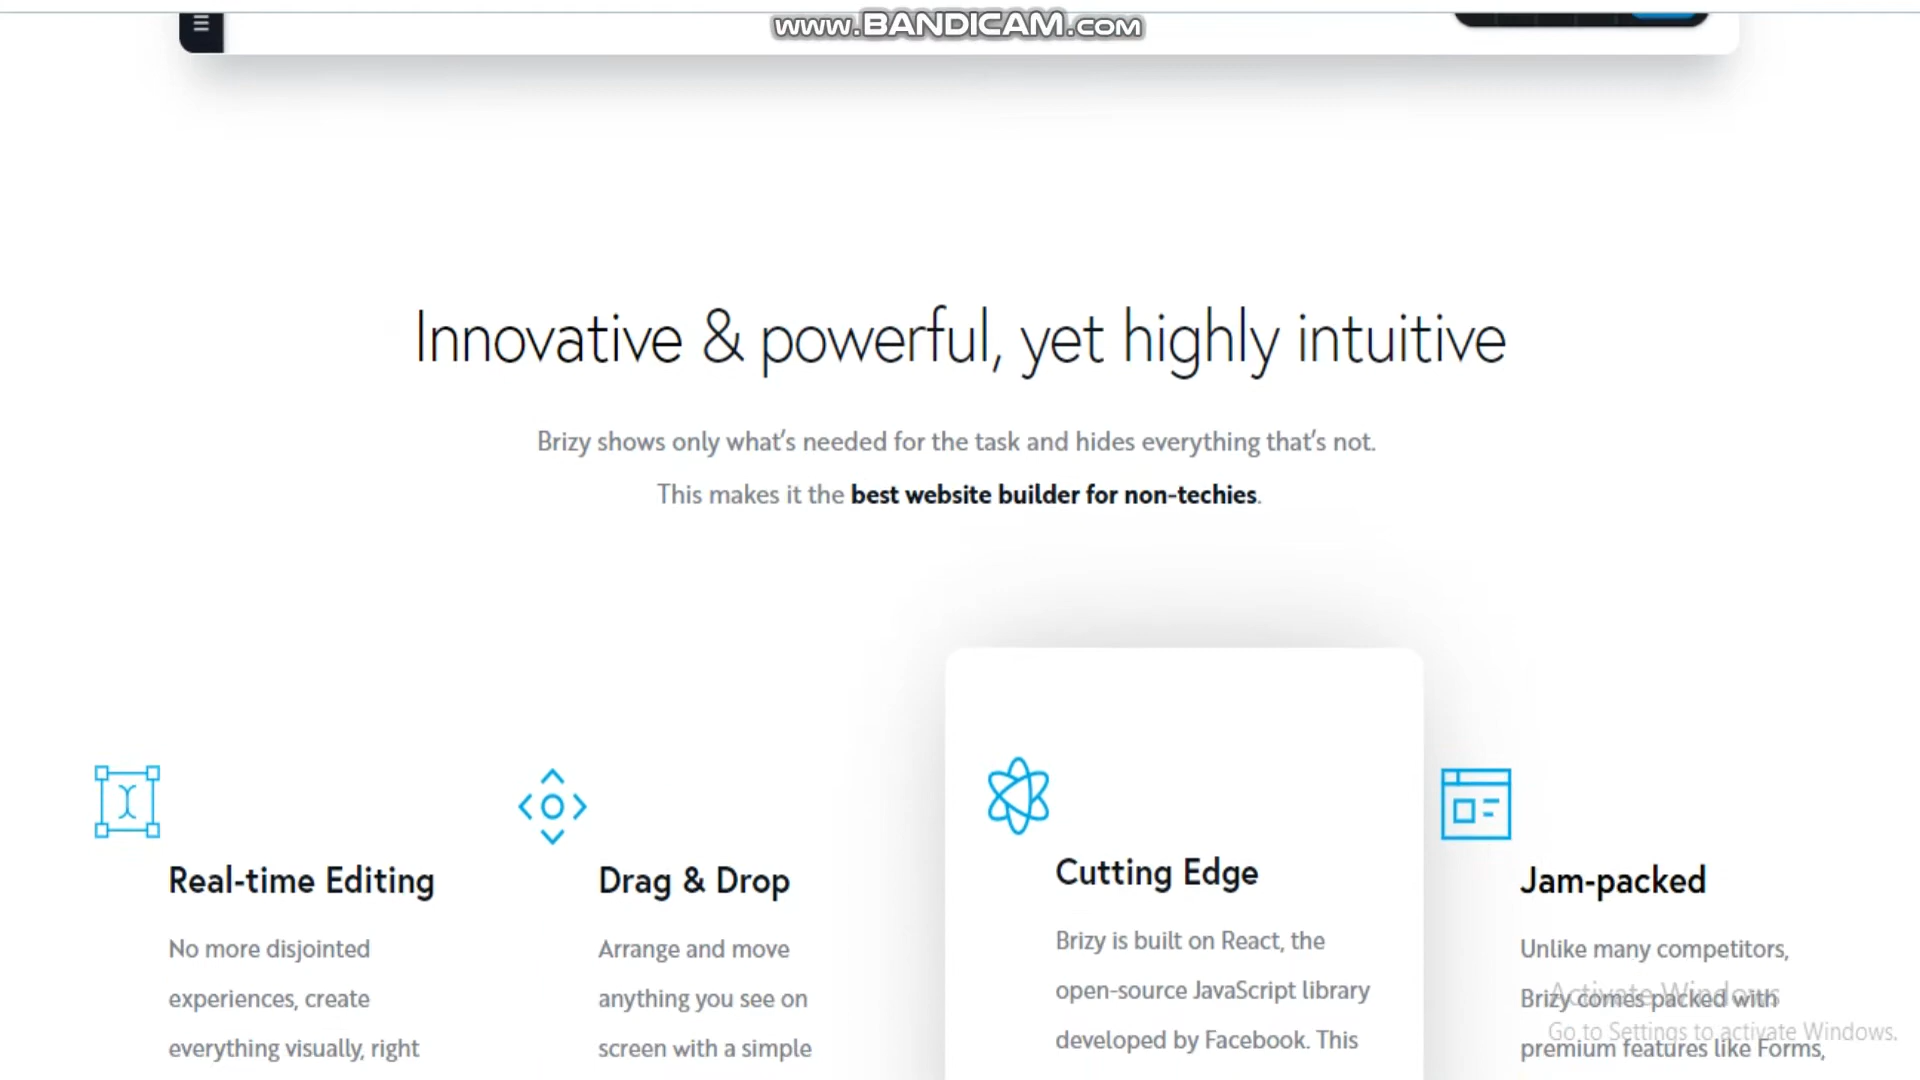 www.BANDICAM.com
Innovative & powerful, yet highly intuitive
Brizy shows only what's needed for the task and hides everything that's not.
This makes it the best website builder for non-techies.
Real-time Editing
No more disjointed
experiences, create
everything visually, right
Drag & Drop
Arrange and move
anything you see on
screen with a simple
Cutting Edge
Brizy is built on React, the
open-source JavaScript library
developed by Facebook. This
Jam-packed
Unlike many competitors,
Brizy comes packed with
premium features like Forms,
Activate Windows
Go to Settings to activate Windows.